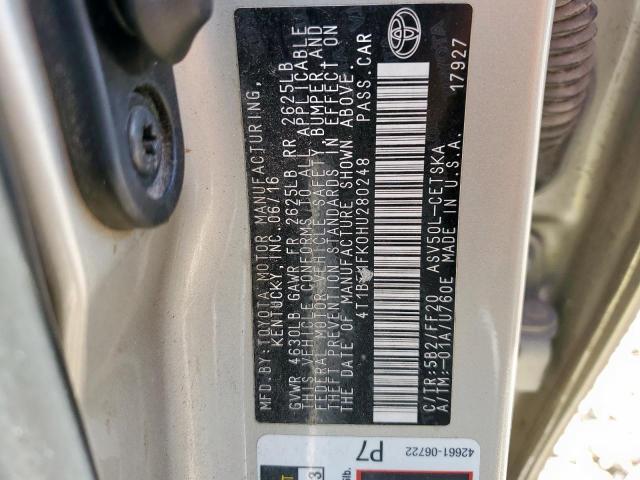 MFD. BY: TOYOTA MOTOR MANUFACTURING,
KENTUCKY, INC. 06/16
GVWR 4630LB GAWR FR 2625LB RR 2625LB
THIS VEHICLE CONFORMS TO ALL APPLICABLE
FEDERAL MOTOR VEHICLE SAFETY, BUMPER, AND
THEFT PREVENTION STANDARDS IN EFFECT ON
THE DATE OF MANUFACTURE SHOWN ABOVE.
4T1BF1FK0HU280248 PASS. CAR
C/TR:5B2/FF20 ASV50L-CETSKA
A/TM:-01A/U760E MADE IN U.S.A.
17927
TOYOTA
42661-06722
P7